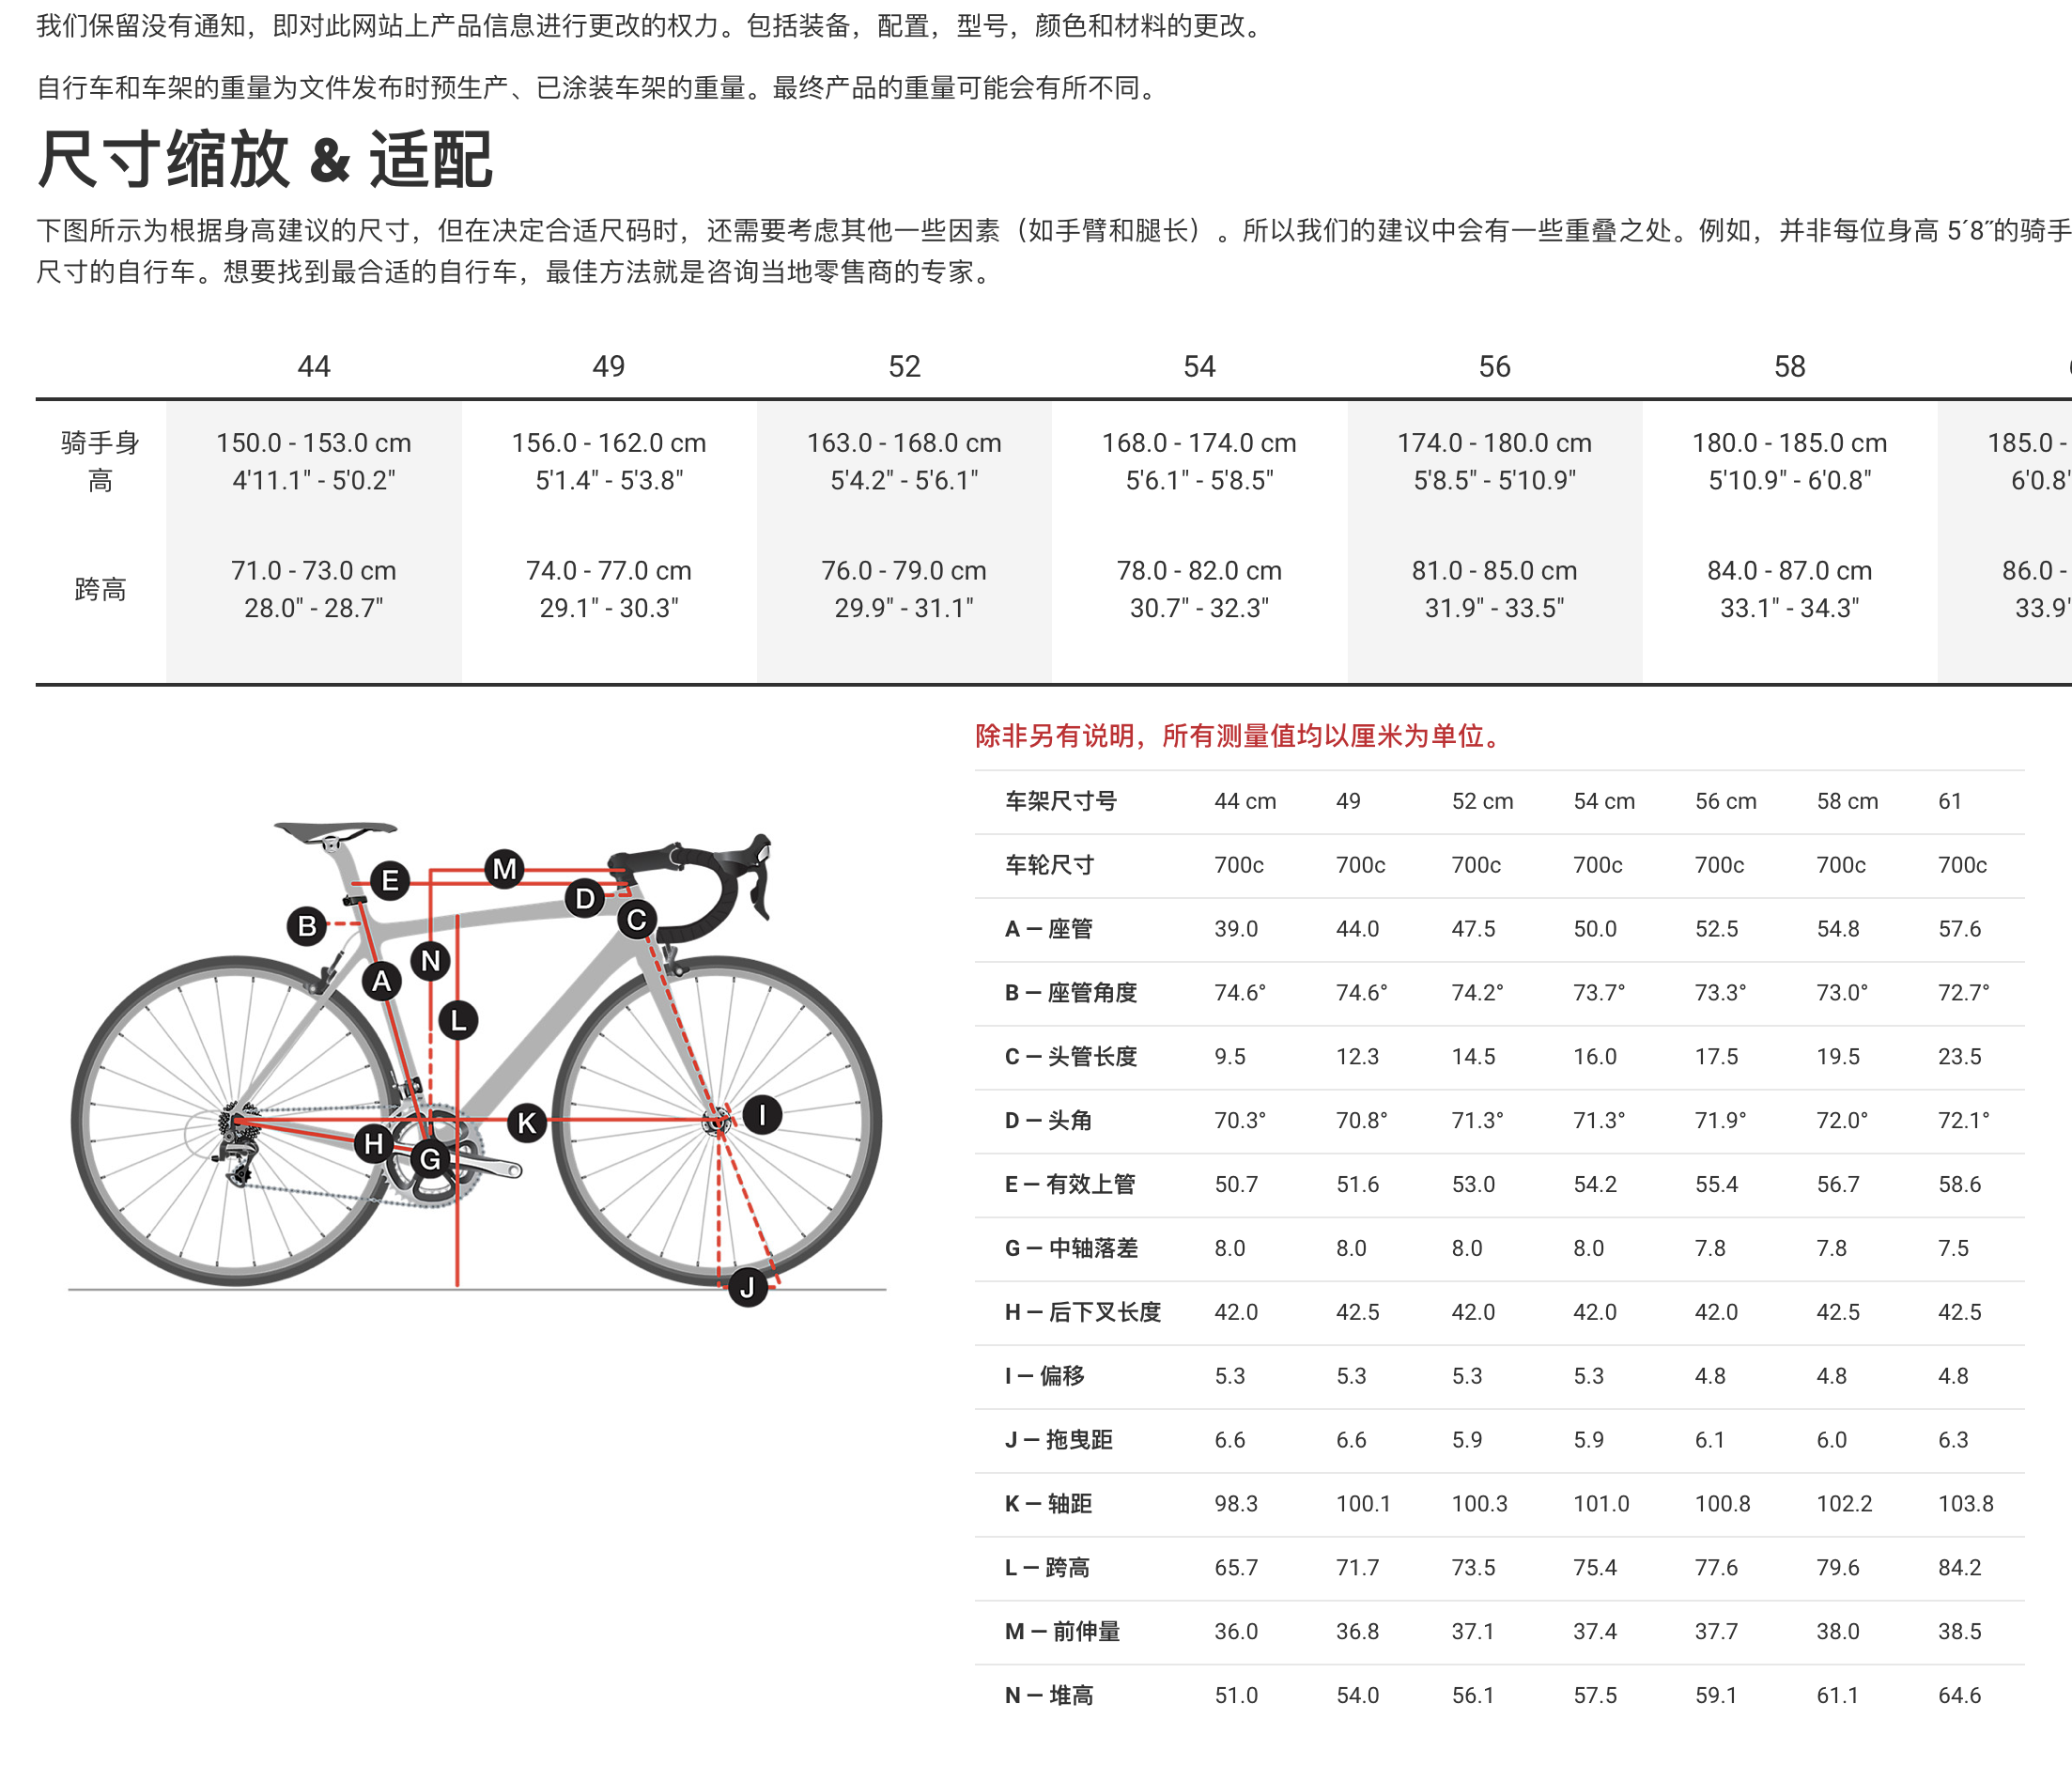 我们保留没有通知，即对此网站上产品信息进行更改的权力。包括装备，配置，型号，颜色和材料的更改。
自行车和车架的重量为文件发布时预生产、已涂装车架的重量。最终产品的重量可能会有所不同。
尺寸缩放 & 适配
下图所示为根据身高建议的尺寸，但在决定合适尺码时，还需要考虑其他一些因素（如手臂和腿长）。所以我们的建议中会有一些重叠之处。例如，并非每位身高 5´8˝的骑手
尺寸的自行车。想要找到最合适的自行车，最佳方法就是咨询当地零售商的专家。
44 49 52 54 56 58
骑手身高 150.0 - 153.0 cm 156.0 - 162.0 cm 163.0 - 168.0 cm 168.0 - 174.0 cm 174.0 - 180.0 cm 180.0 - 185.0 cm 185.0 -
4'11.1" - 5'0.2" 5'1.4" - 5'3.8" 5'4.2" - 5'6.1" 5'6.1" - 5'8.5" 5'8.5" - 5'10.9" 5'10.9" - 6'0.8" 6'0.8"
跨高 71.0 - 73.0 cm 74.0 - 77.0 cm 76.0 - 79.0 cm 78.0 - 82.0 cm 81.0 - 85.0 cm 84.0 - 87.0 cm 86.0 -
28.0" - 28.7" 29.1" - 30.3" 29.9" - 31.1" 30.7" - 32.3" 31.9" - 33.5" 33.1" - 34.3" 33.9"
M
E
D
B
C
N
A
L
I
K
H
G
J
除非另有说明，所有测量值均以厘米为单位。
车架尺寸号 44 cm 49 52 cm 54 cm 56 cm 58 cm 61
车轮尺寸 700c 700c 700c 700c 700c 700c 700c
A — 座管 39.0 44.0 47.5 50.0 52.5 54.8 57.6
B — 座管角度 74.6° 74.6° 74.2° 73.7° 73.3° 73.0° 72.7°
C — 头管长度 9.5 12.3 14.5 16.0 17.5 19.5 23.5
D — 头角 70.3° 70.8° 71.3° 71.3° 71.9° 72.0° 72.1°
E — 有效上管 50.7 51.6 53.0 54.2 55.4 56.7 58.6
G — 中轴落差 8.0 8.0 8.0 8.0 7.8 7.8 7.5
H — 后下叉长度 42.0 42.5 42.0 42.0 42.0 42.5 42.5
I — 偏移 5.3 5.3 5.3 5.3 4.8 4.8 4.8
J — 拖曳距 6.6 6.6 5.9 5.9 6.1 6.0 6.3
K — 轴距 98.3 100.1 100.3 101.0 100.8 102.2 103.8
L — 跨高 65.7 71.7 73.5 75.4 77.6 79.6 84.2
M — 前伸量 36.0 36.8 37.1 37.4 37.7 38.0 38.5
N — 堆高 51.0 54.0 56.1 57.5 59.1 61.1 64.6